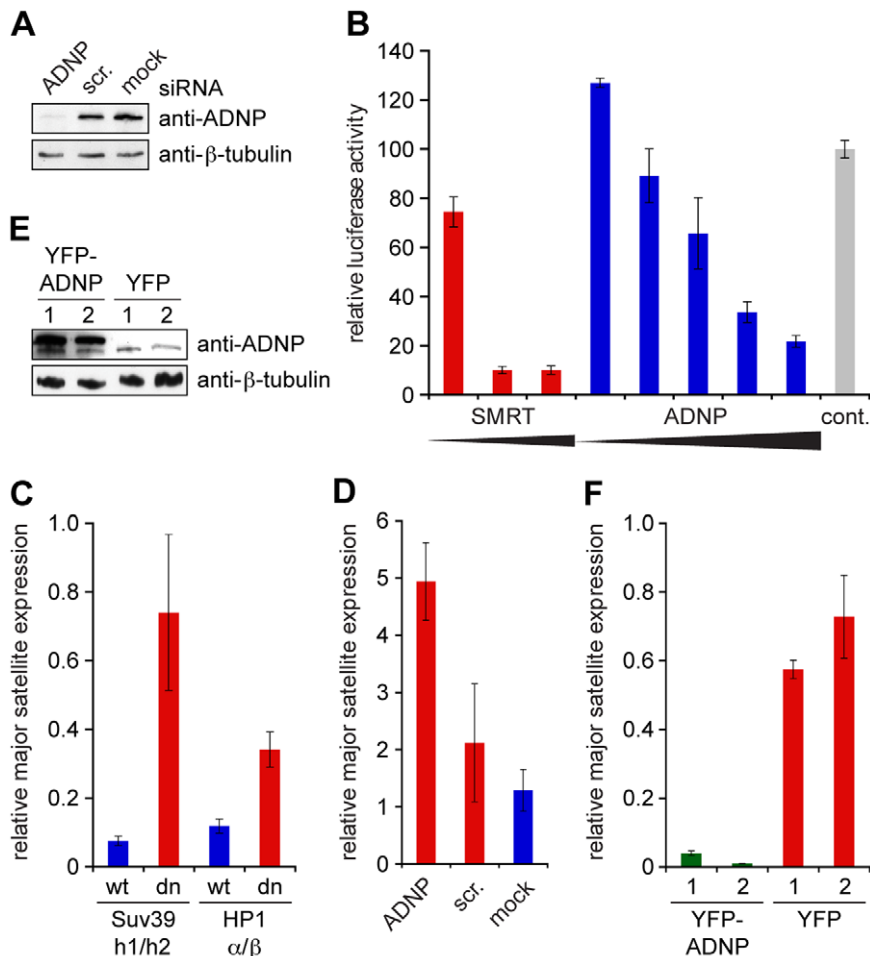 A
ADNP
scr.
mock
siRNA
anti-ADNP
anti-β-tubulin
B
relative luciferase activity
140
120
100
80
60
40
20
0
SMRT
ADNP
cont.
E
YFP-
ADNP
YFP
1 2 1 2
anti-ADNP
anti-β-tubulin
C
relative major satellite expression
1.0
0.8
0.6
0.4
0.2
0
wt dn wt dn
Suv39
h1/h2
HP1
α/β
D
relative major satellite expression
6
5
4
3
2
1
0
ADNP
scr.
mock
F
relative major satellite expression
1.0
0.8
0.6
0.4
0.2
0
1 2 1 2
YFP-
ADNP
YFP